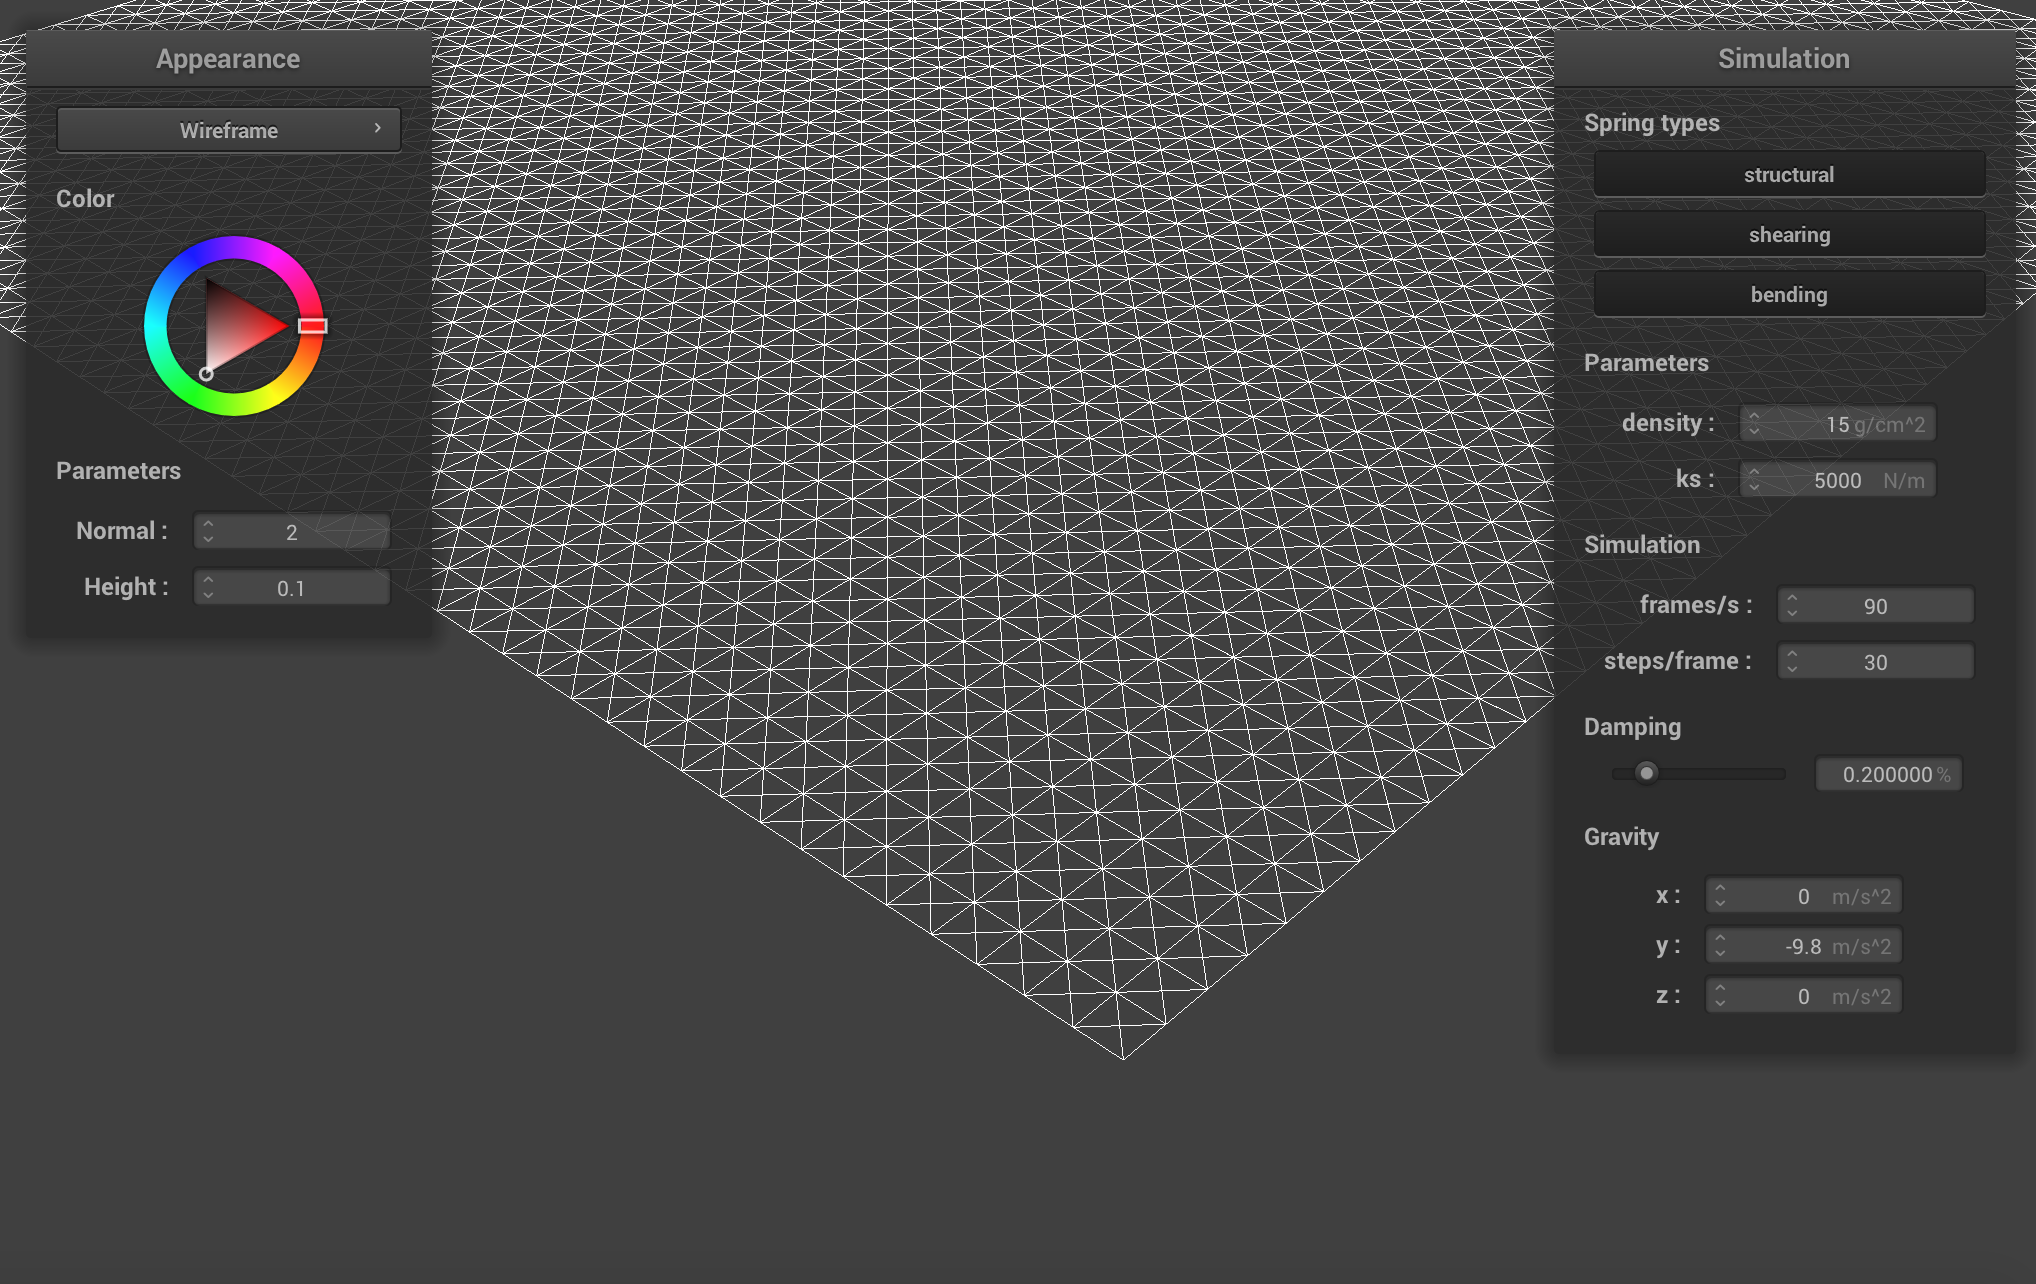 Appearance
Wireframe ›
Color
Parameters
Normal : 2
Height : 0.1
Simulation
Spring types
structural
shearing
bending
Parameters
density : 15 g/cm^2
ks : 5000 N/m
Simulation
frames/s : 90
steps/frame : 30
Damping
0.200000 %
Gravity
x : 0 m/s^2
y : -9.8 m/s^2
z : 0 m/s^2